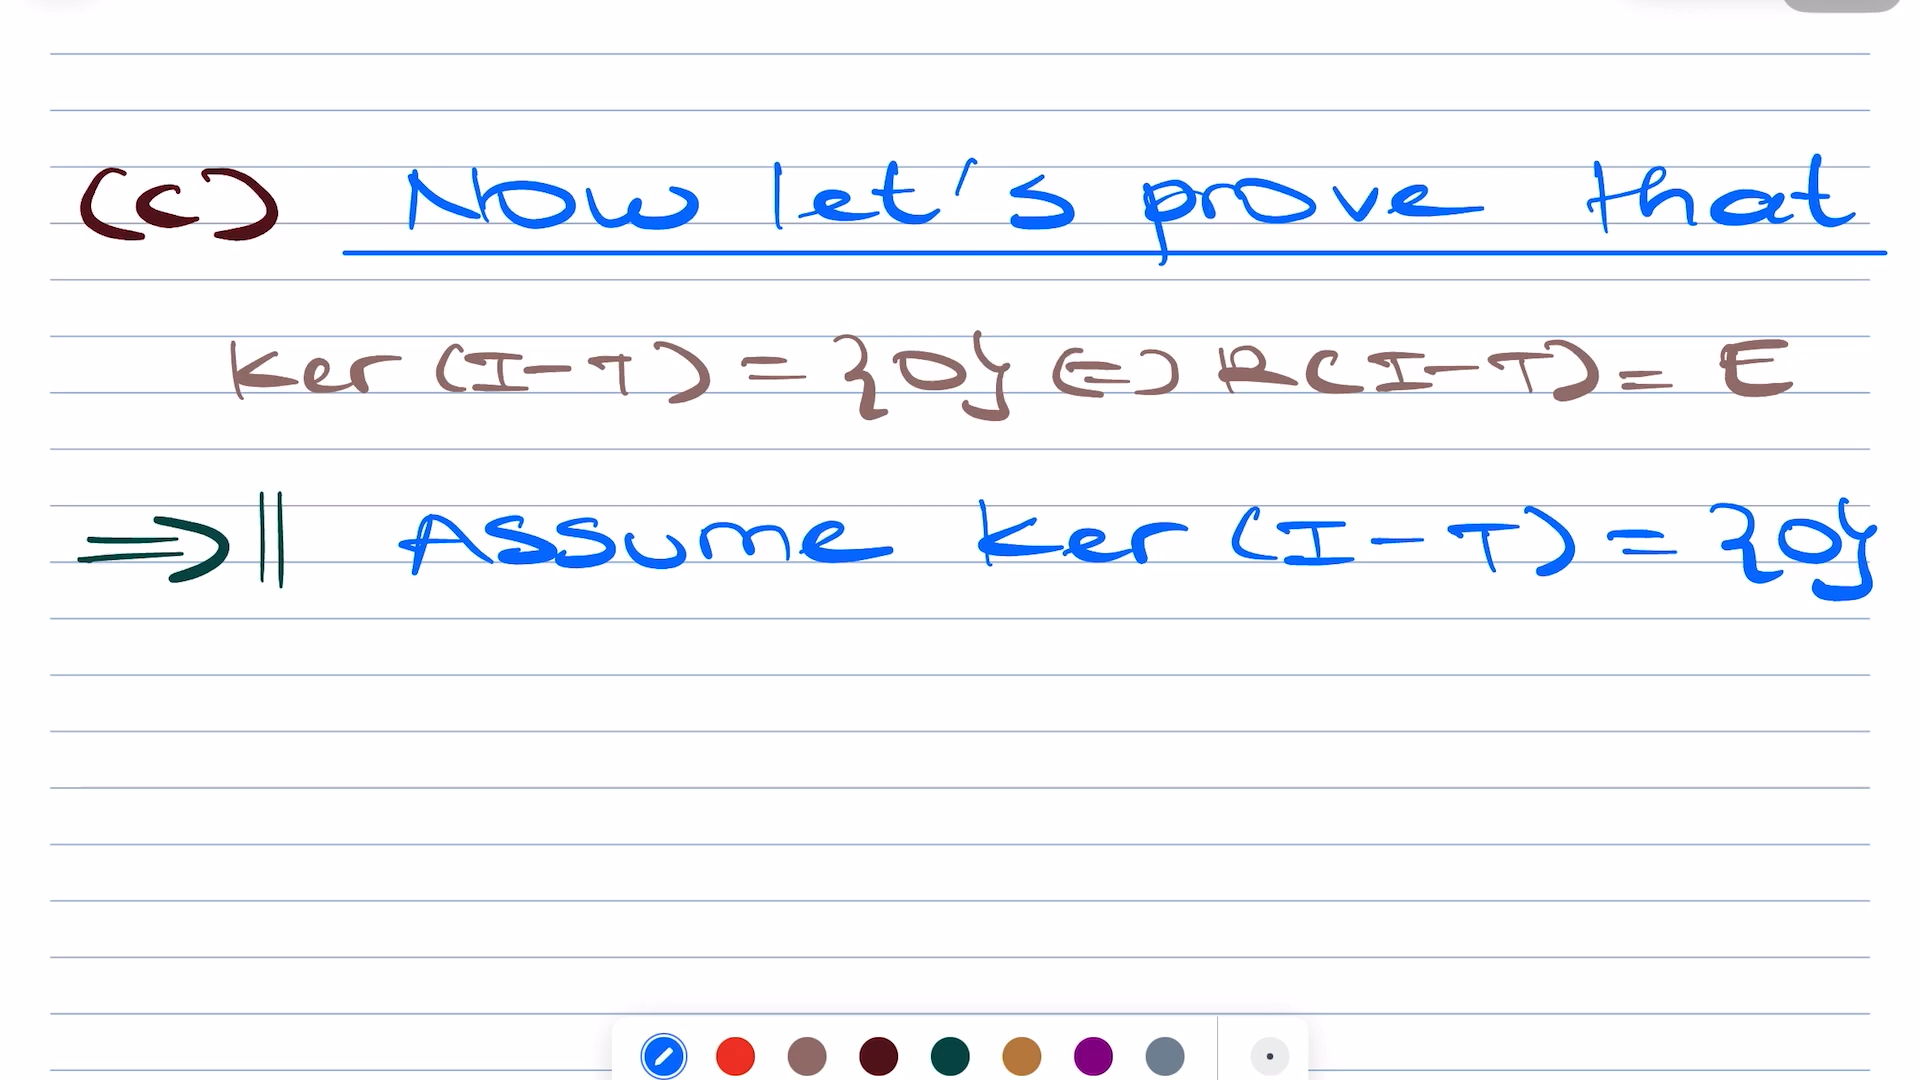 (c) Now let's prove that
Ker (I-T) = {0} <=> R(I-T) = E
=>|| Assume Ker (I-T) = {0}